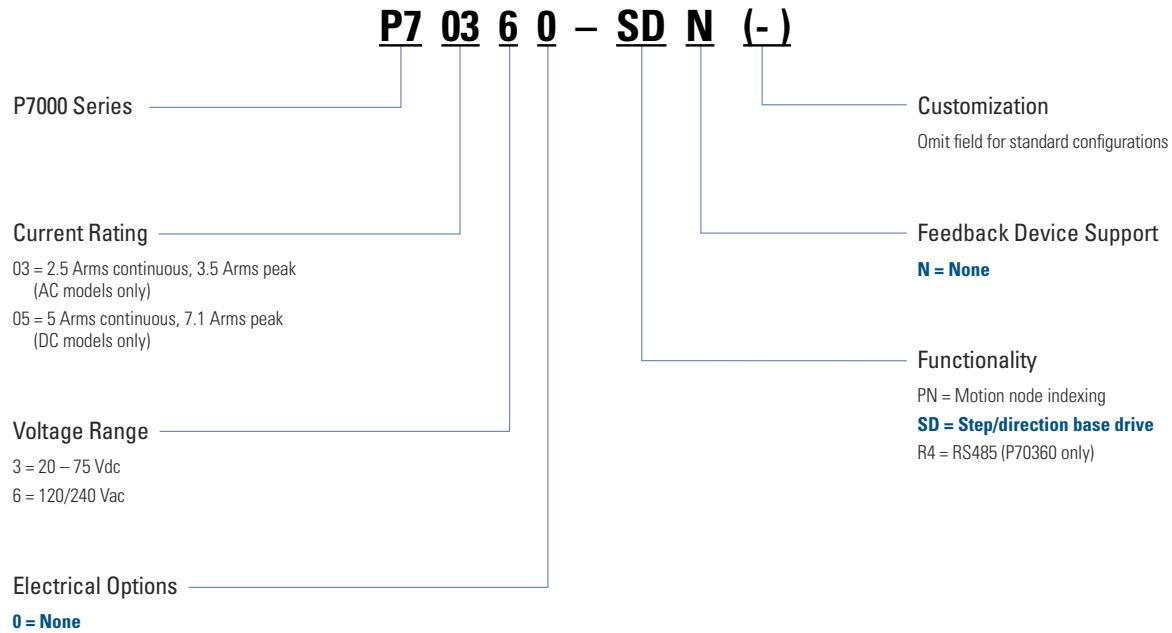 P7 03 6 0 – SD N (- )
P7000 Series
Current Rating
03 = 2.5 Arms continuous, 3.5 Arms peak
(AC models only)
05 = 5 Arms continuous, 7.1 Arms peak
(DC models only)
Voltage Range
3 = 20 – 75 Vdc
6 = 120/240 Vac
Electrical Options
0 = None
Customization
Omit field for standard configurations
Feedback Device Support
N = None
Functionality
PN = Motion node indexing
SD = Step/direction base drive
R4 = RS485 (P70360 only)